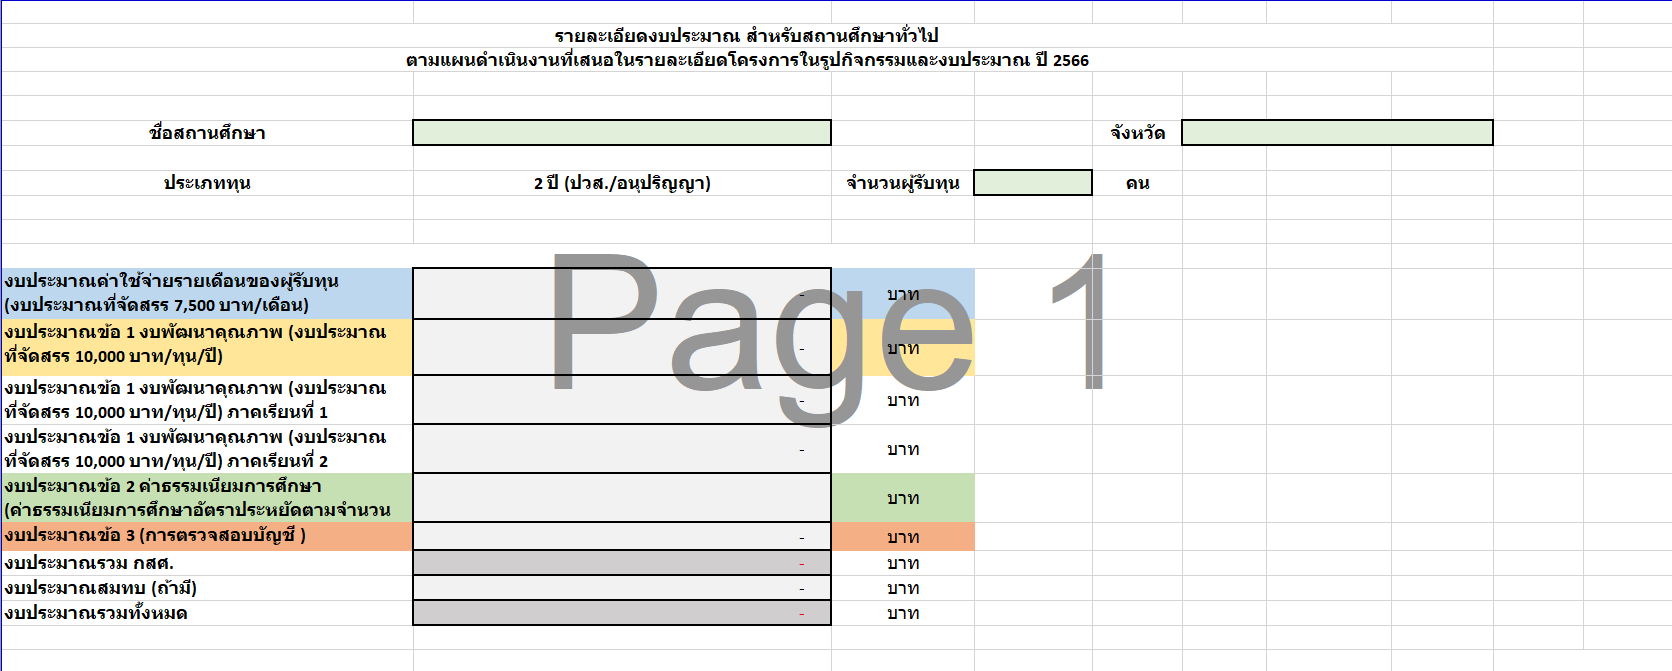 รายละเอียดงบประมาณ สำหรับสถานศึกษาทั่วไป
ตามแผนดำเนินงานที่เสนอในรายละเอียดโครงการในรูปกิจกรรมและงบประมาณ ปี 2566
ชื่อสถานศึกษา จังหวัด
ประเภททุน 2 ปี (ปวส./อนุปริญญา) จำนวนผู้รับทุน คน
Page 1
งบประมาณค่าใช้จ่ายรายเดือนของผู้รับทุน
(งบประมาณที่จัดสรร 7,500 บาท/เดือน) - บาท
งบประมาณข้อ 1 งบพัฒนาคุณภาพ (งบประมาณ
ที่จัดสรร 10,000 บาท/ทุน/ปี) - บาท
งบประมาณข้อ 1 งบพัฒนาคุณภาพ (งบประมาณ
ที่จัดสรร 10,000 บาท/ทุน/ปี) ภาคเรียนที่ 1 - บาท
งบประมาณข้อ 1 งบพัฒนาคุณภาพ (งบประมาณ
ที่จัดสรร 10,000 บาท/ทุน/ปี) ภาคเรียนที่ 2 - บาท
งบประมาณข้อ 2 ค่าธรรมเนียมการศึกษา
(ค่าธรรมเนียมการศึกษาอัตราประหยัดตามจำนวน บาท
งบประมาณข้อ 3 (การตรวจสอบบัญชี ) - บาท
งบประมาณรวม กสศ. - บาท
งบประมาณสมทบ (ถ้ามี) - บาท
งบประมาณรวมทั้งหมด - บาท